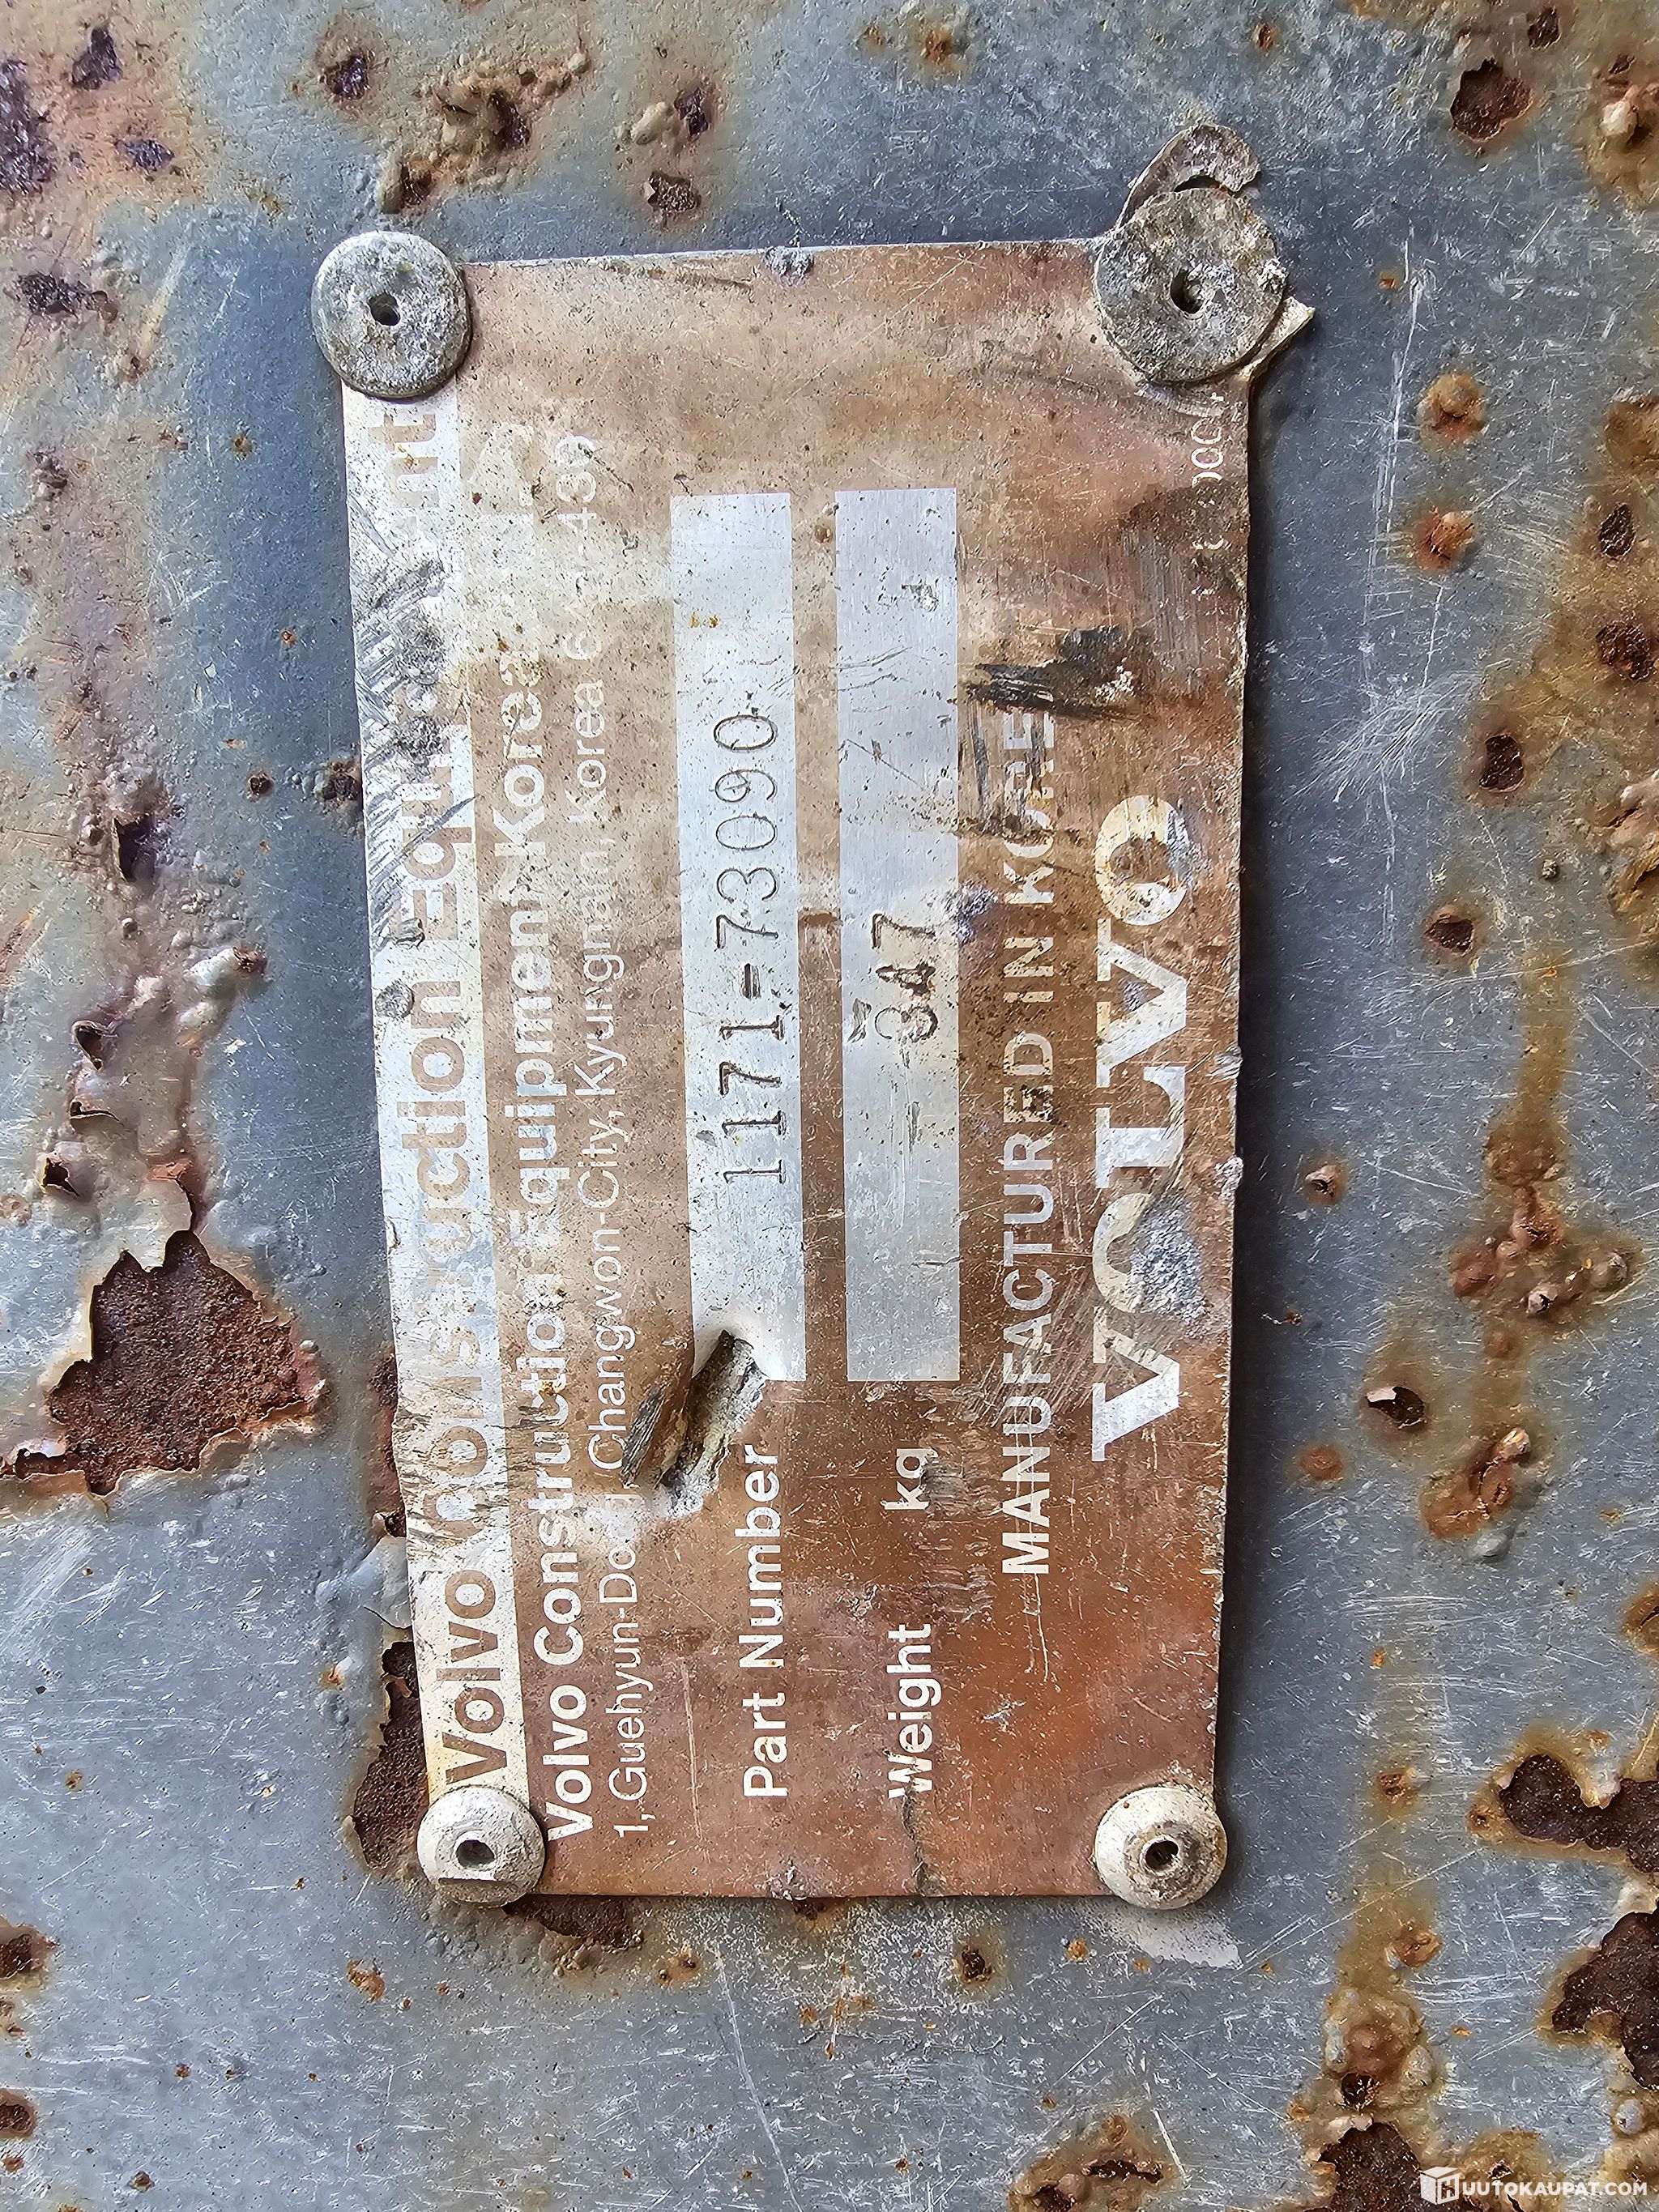 Volvo Construction Equipment
Volvo Construction Equipment Korea
1, Guehyun-Dong, Changwon-City, Kyungnam, Korea
Part Number 1171-73090
Weight kg 347
MANUFACTURED IN KOREA
VOLVO
HUUTOKAUPAT.COM